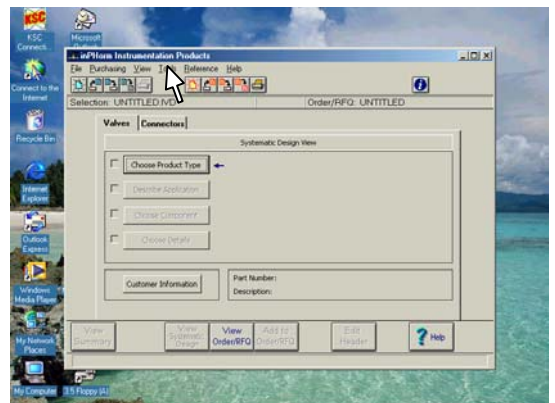 KSC
KSC
Connect...
Microsoft
Outlook
Connect to the
Internet
Recycle Bin
Internet
Explorer
Outlook
Express
Windows
Media Player
My Network
Places
My Computer
3.5 Floppy (A)
inPHorm Instrumentation Products
File Purchasing View Tools Reference Help
Selection: UNTITLED.IVD
Order/RFQ: UNTITLED
Valves
Connectors
Systematic Design View
Choose Product Type
Describe Application
Choose Component
Choose Details
Customer Information
Part Number:
Description:
View
Summary
View
Systematic
Design
View
Order/RFQ
Add to
Order/RFQ
Edit
Header
Help